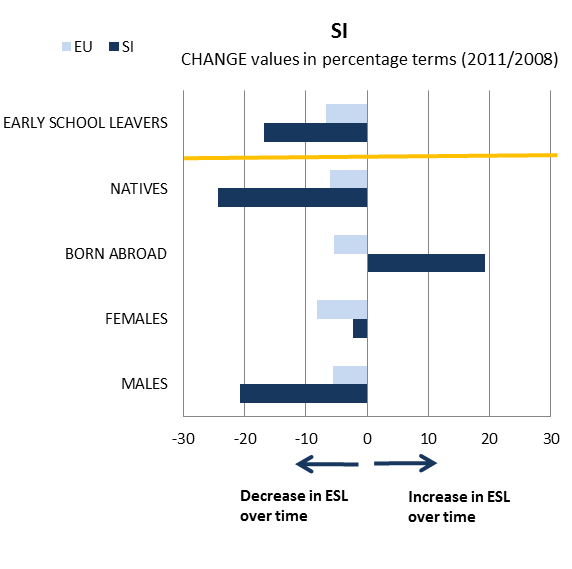 SI
EU SI
CHANGE values in percentage terms (2011/2008)
EARLY SCHOOL LEAVERS
NATIVES
BORN ABROAD
FEMALES
MALES
-30 -20 -10 0 10 20 30
Decrease in ESL Increase in ESL
over time over time